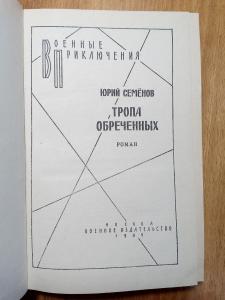 ВОЕННЫЕ
ПРИКЛЮЧЕНИЯ
ЮРИЙ СЕМЁНОВ
ТРОПА
ОБРЕЧЕННЫХ
РОМАН
МОСКВА
ВОЕННОЕ ИЗДАТЕЛЬСТВО